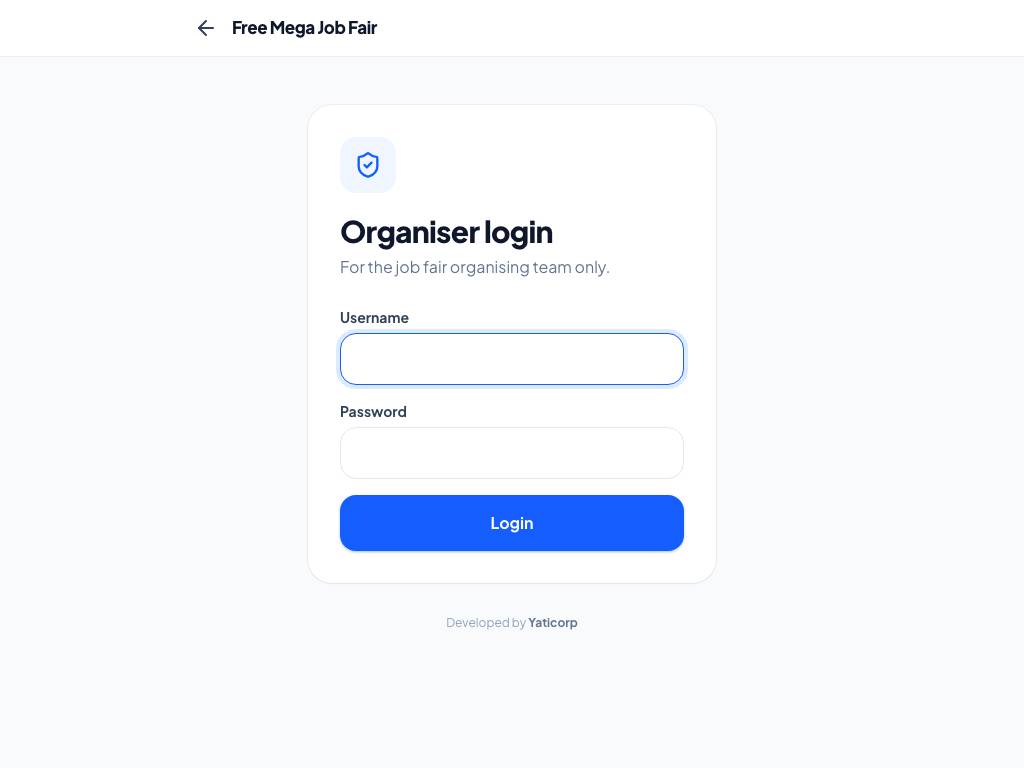 Free Mega Job Fair
Organiser login
For the job fair organising team only.
Username
Password
Login
Developed by Yaticorp